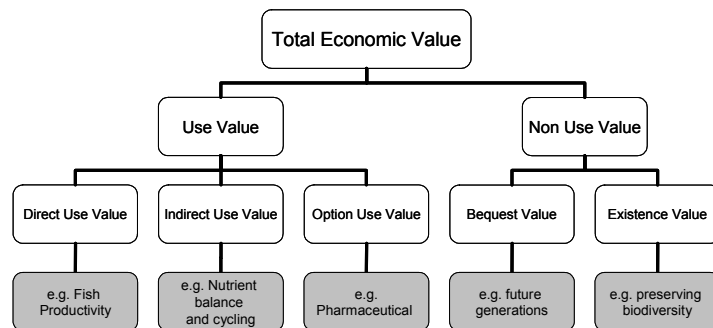 Total Economic Value
Use Value
Non Use Value
Direct Use Value
Indirect Use Value
Option Use Value
Bequest Value
Existence Value
e.g. Fish
Productivity
e.g. Nutrient
balance
and cycling
e.g.
Pharmaceutical
e.g. future
generations
e.g. preserving
biodiversity